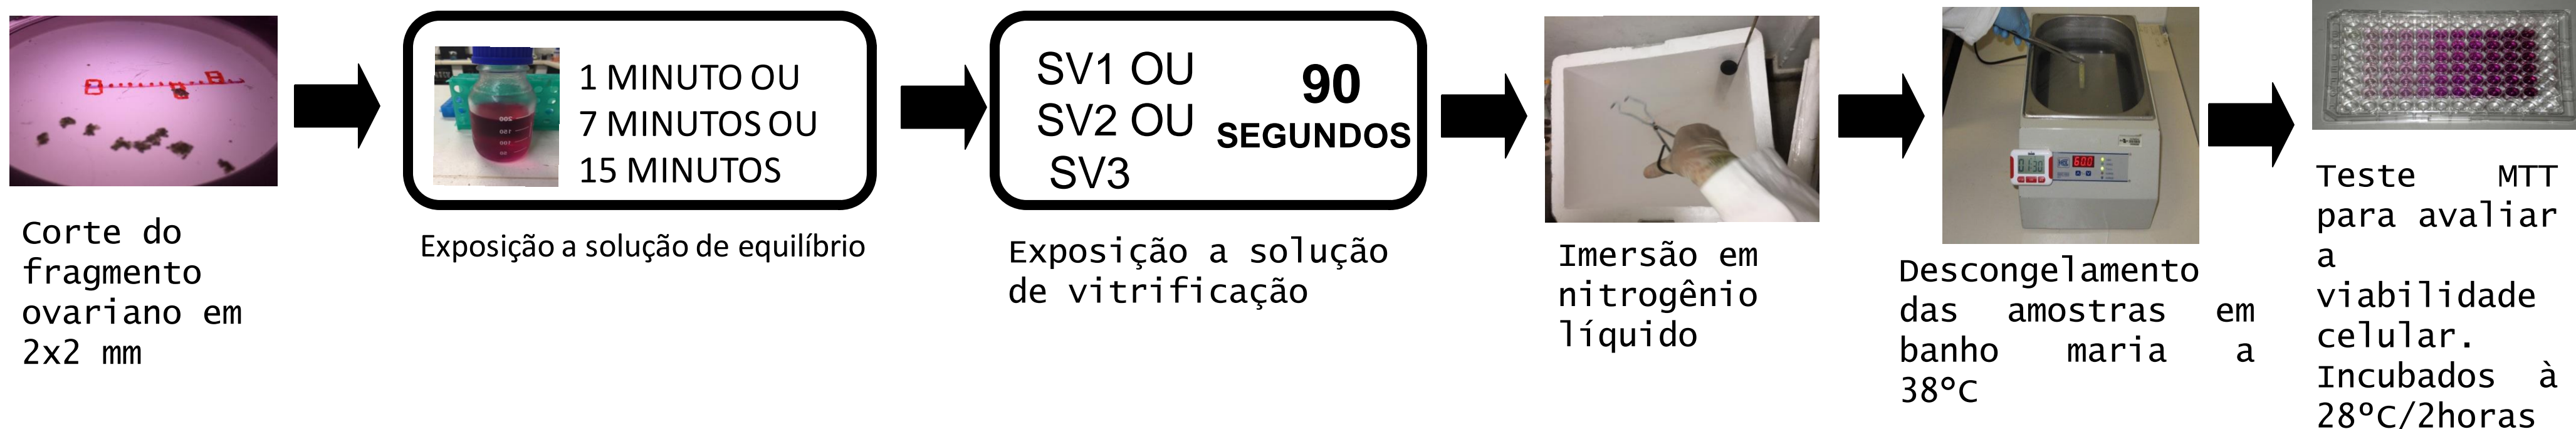 1 MINUTO OU
7 MINUTOS OU
15 MINUTOS
SV1 OU
SV2 OU
SV3
90
SEGUNDOS
Corte do
fragmento
ovariano em
2x2 mm
Exposição a solução de equilíbrio
Exposição a solução
de vitrificação
Imersão em
nitrogênio
líquido
Descongelamento
das amostras em
banho maria a
38°C
Teste MTT
para avaliar
a
viabilidade
celular.
Incubados à
28ºC/2horas